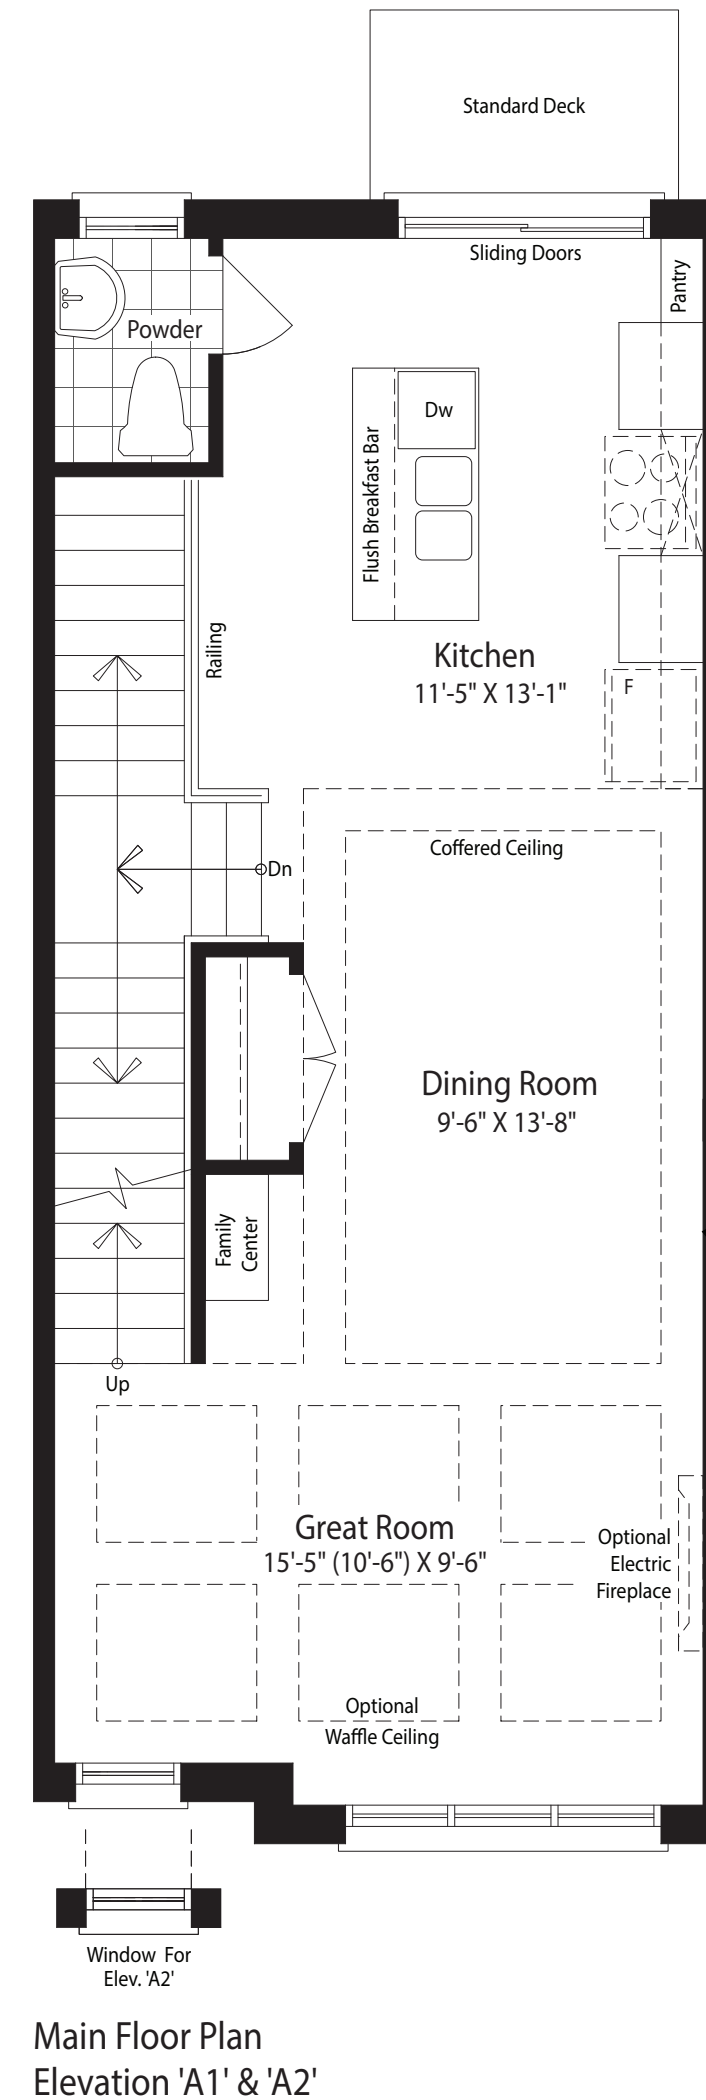 Standard Deck
Sliding Doors
Pantry
Powder
Dw
Flush Breakfast Bar
Railing
Kitchen
11'-5" X 13'-1"
F
Coffered Ceiling
Dn
Dining Room
9'-6" X 13'-8"
Family
Center
Up
Great Room
15'-5" (10'-6") X 9'-6"
Optional
Electric
Fireplace
Optional
Waffle Ceiling
Window For
Elev. 'A2'
Main Floor Plan
Elevation 'A1' & 'A2'